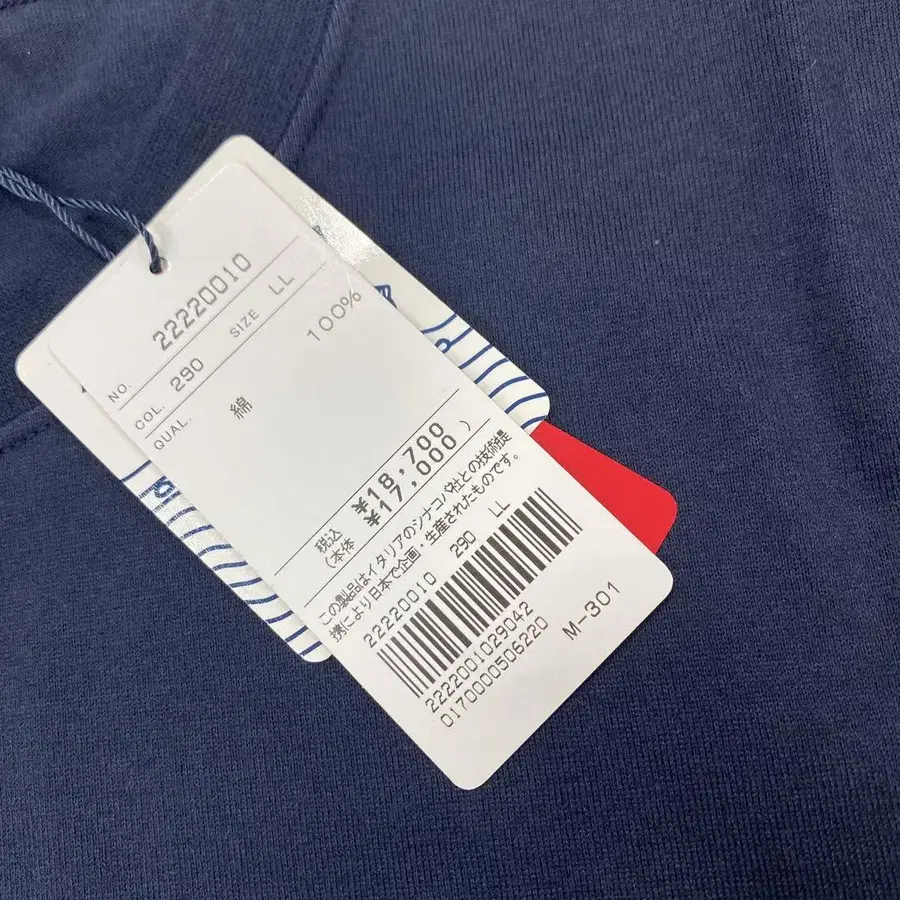 NO. 22220010
COL. 290 SIZE LL
QUAL.
綿 100%
税込 ¥18,700
(本体 ¥17,000 )
この製品はイタリアのシナコバ社との技術提
携により日本で企画・生産されたものです。
22220010 290 LL
2222001029042
0170000506220
M-301